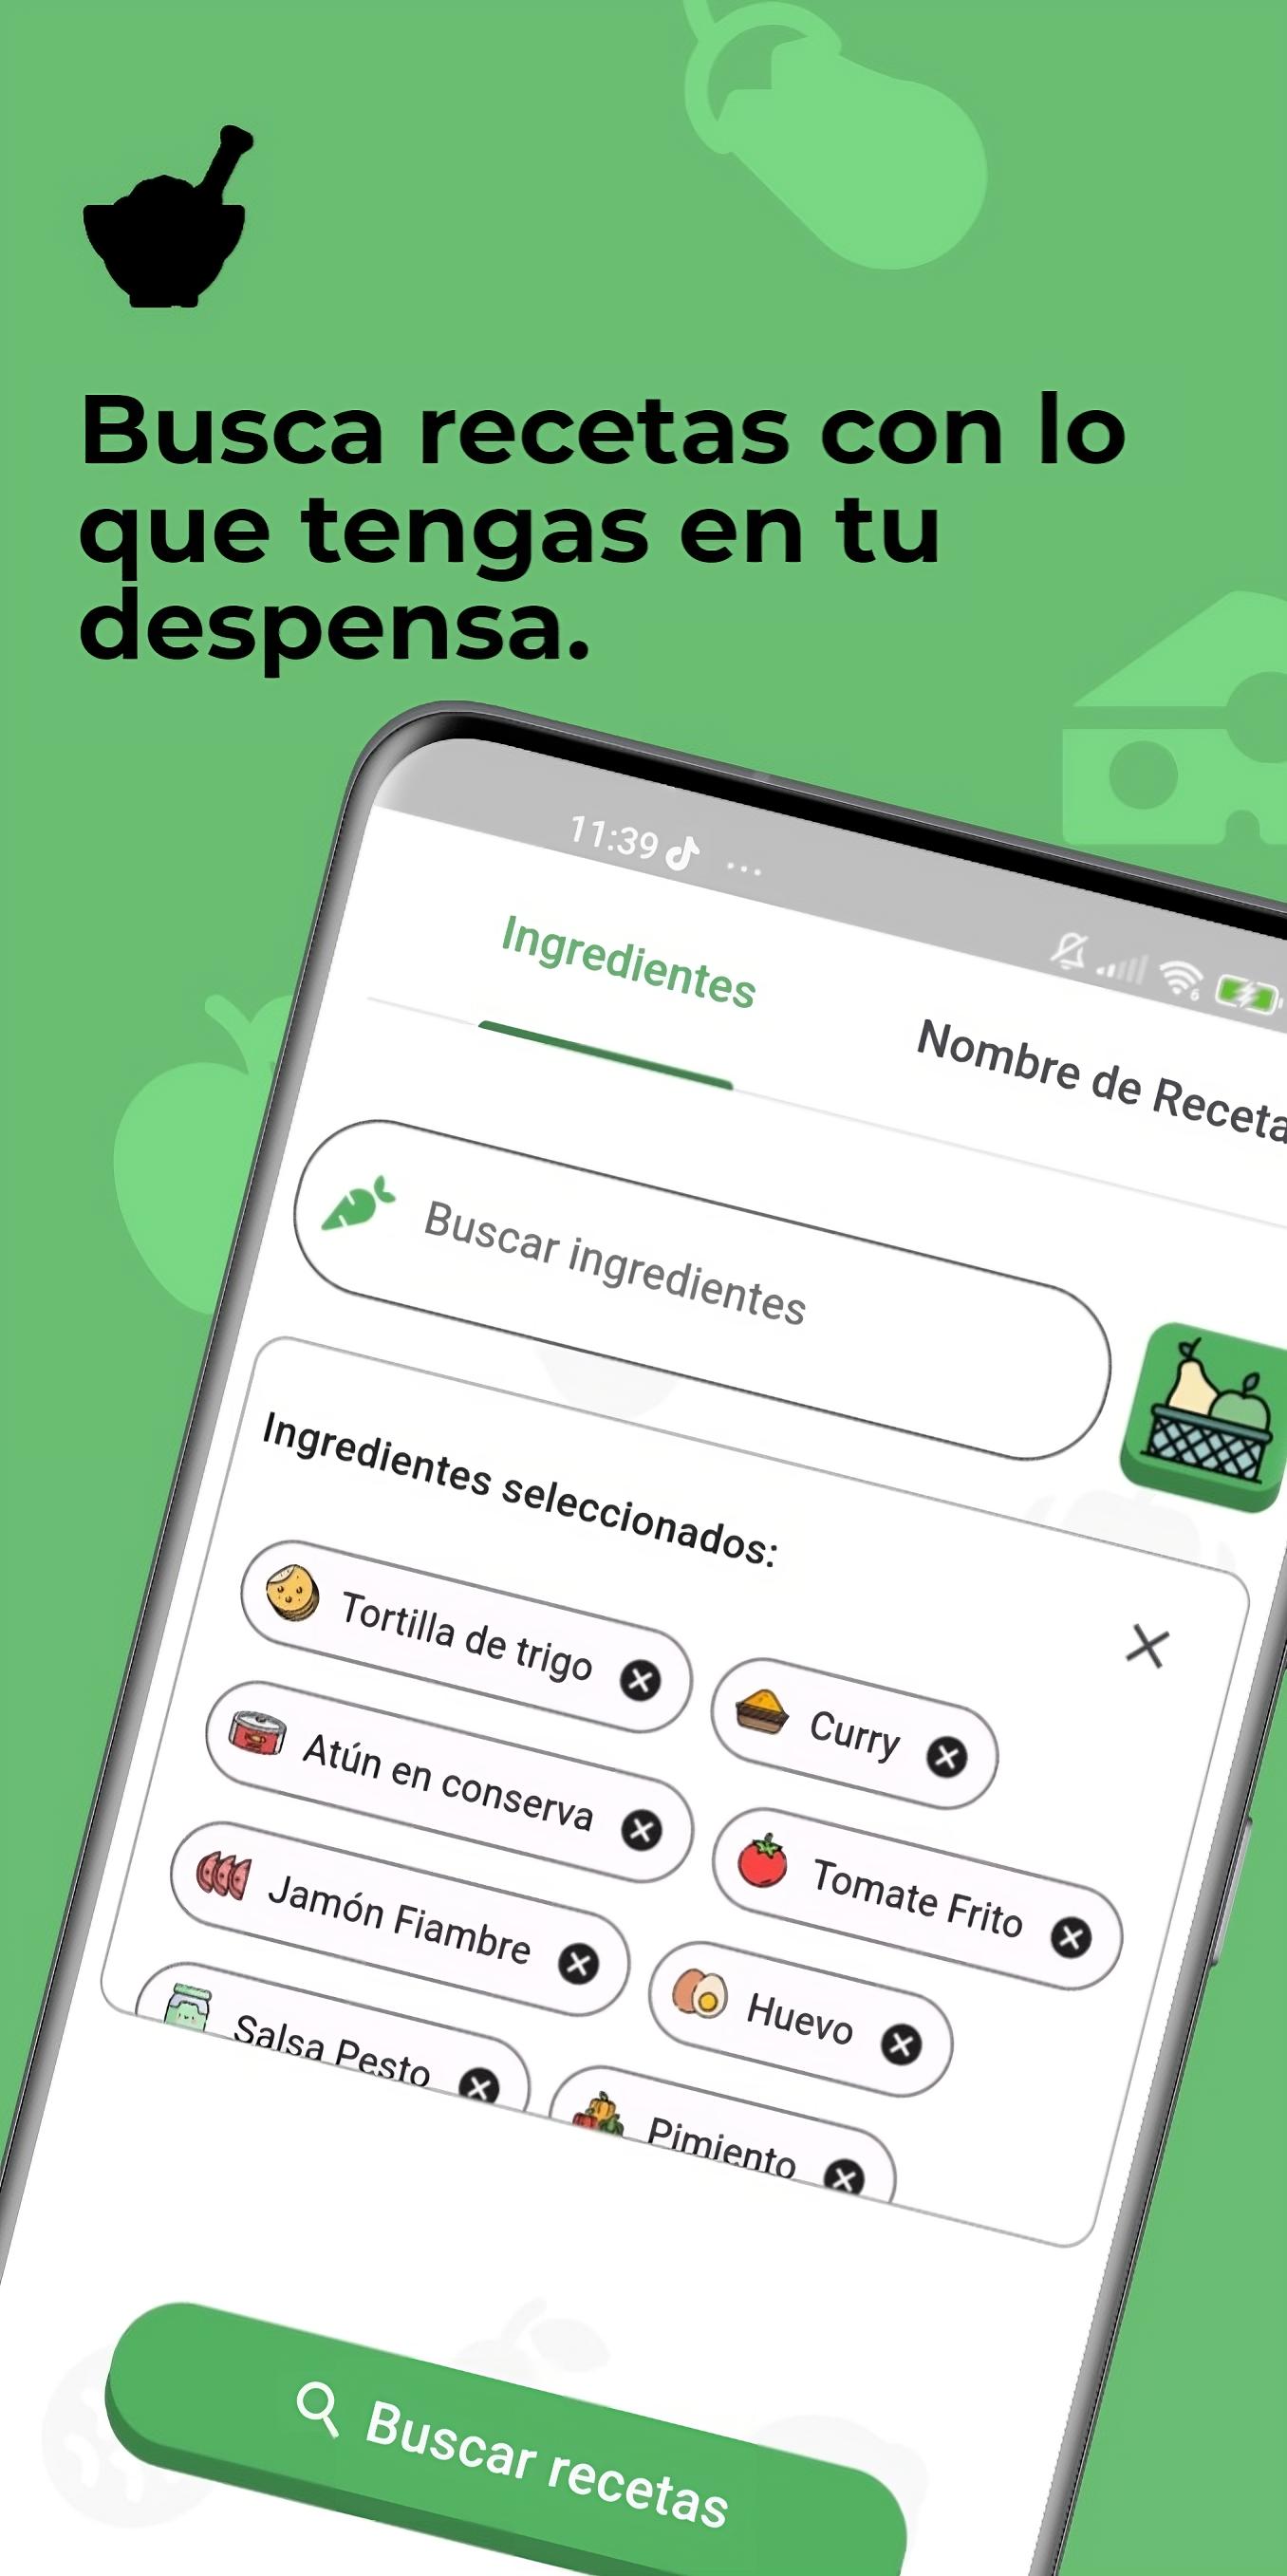 Busca recetas con lo
que tengas en tu
despensa.
11:39
Ingredientes
Nombre de Receta
Buscar ingredientes
Ingredientes seleccionados:
Tortilla de trigo
Curry
Atún en conserva
Tomate Frito
Jamón Fiambre
Huevo
Salsa Pesto
Pimiento
Buscar recetas